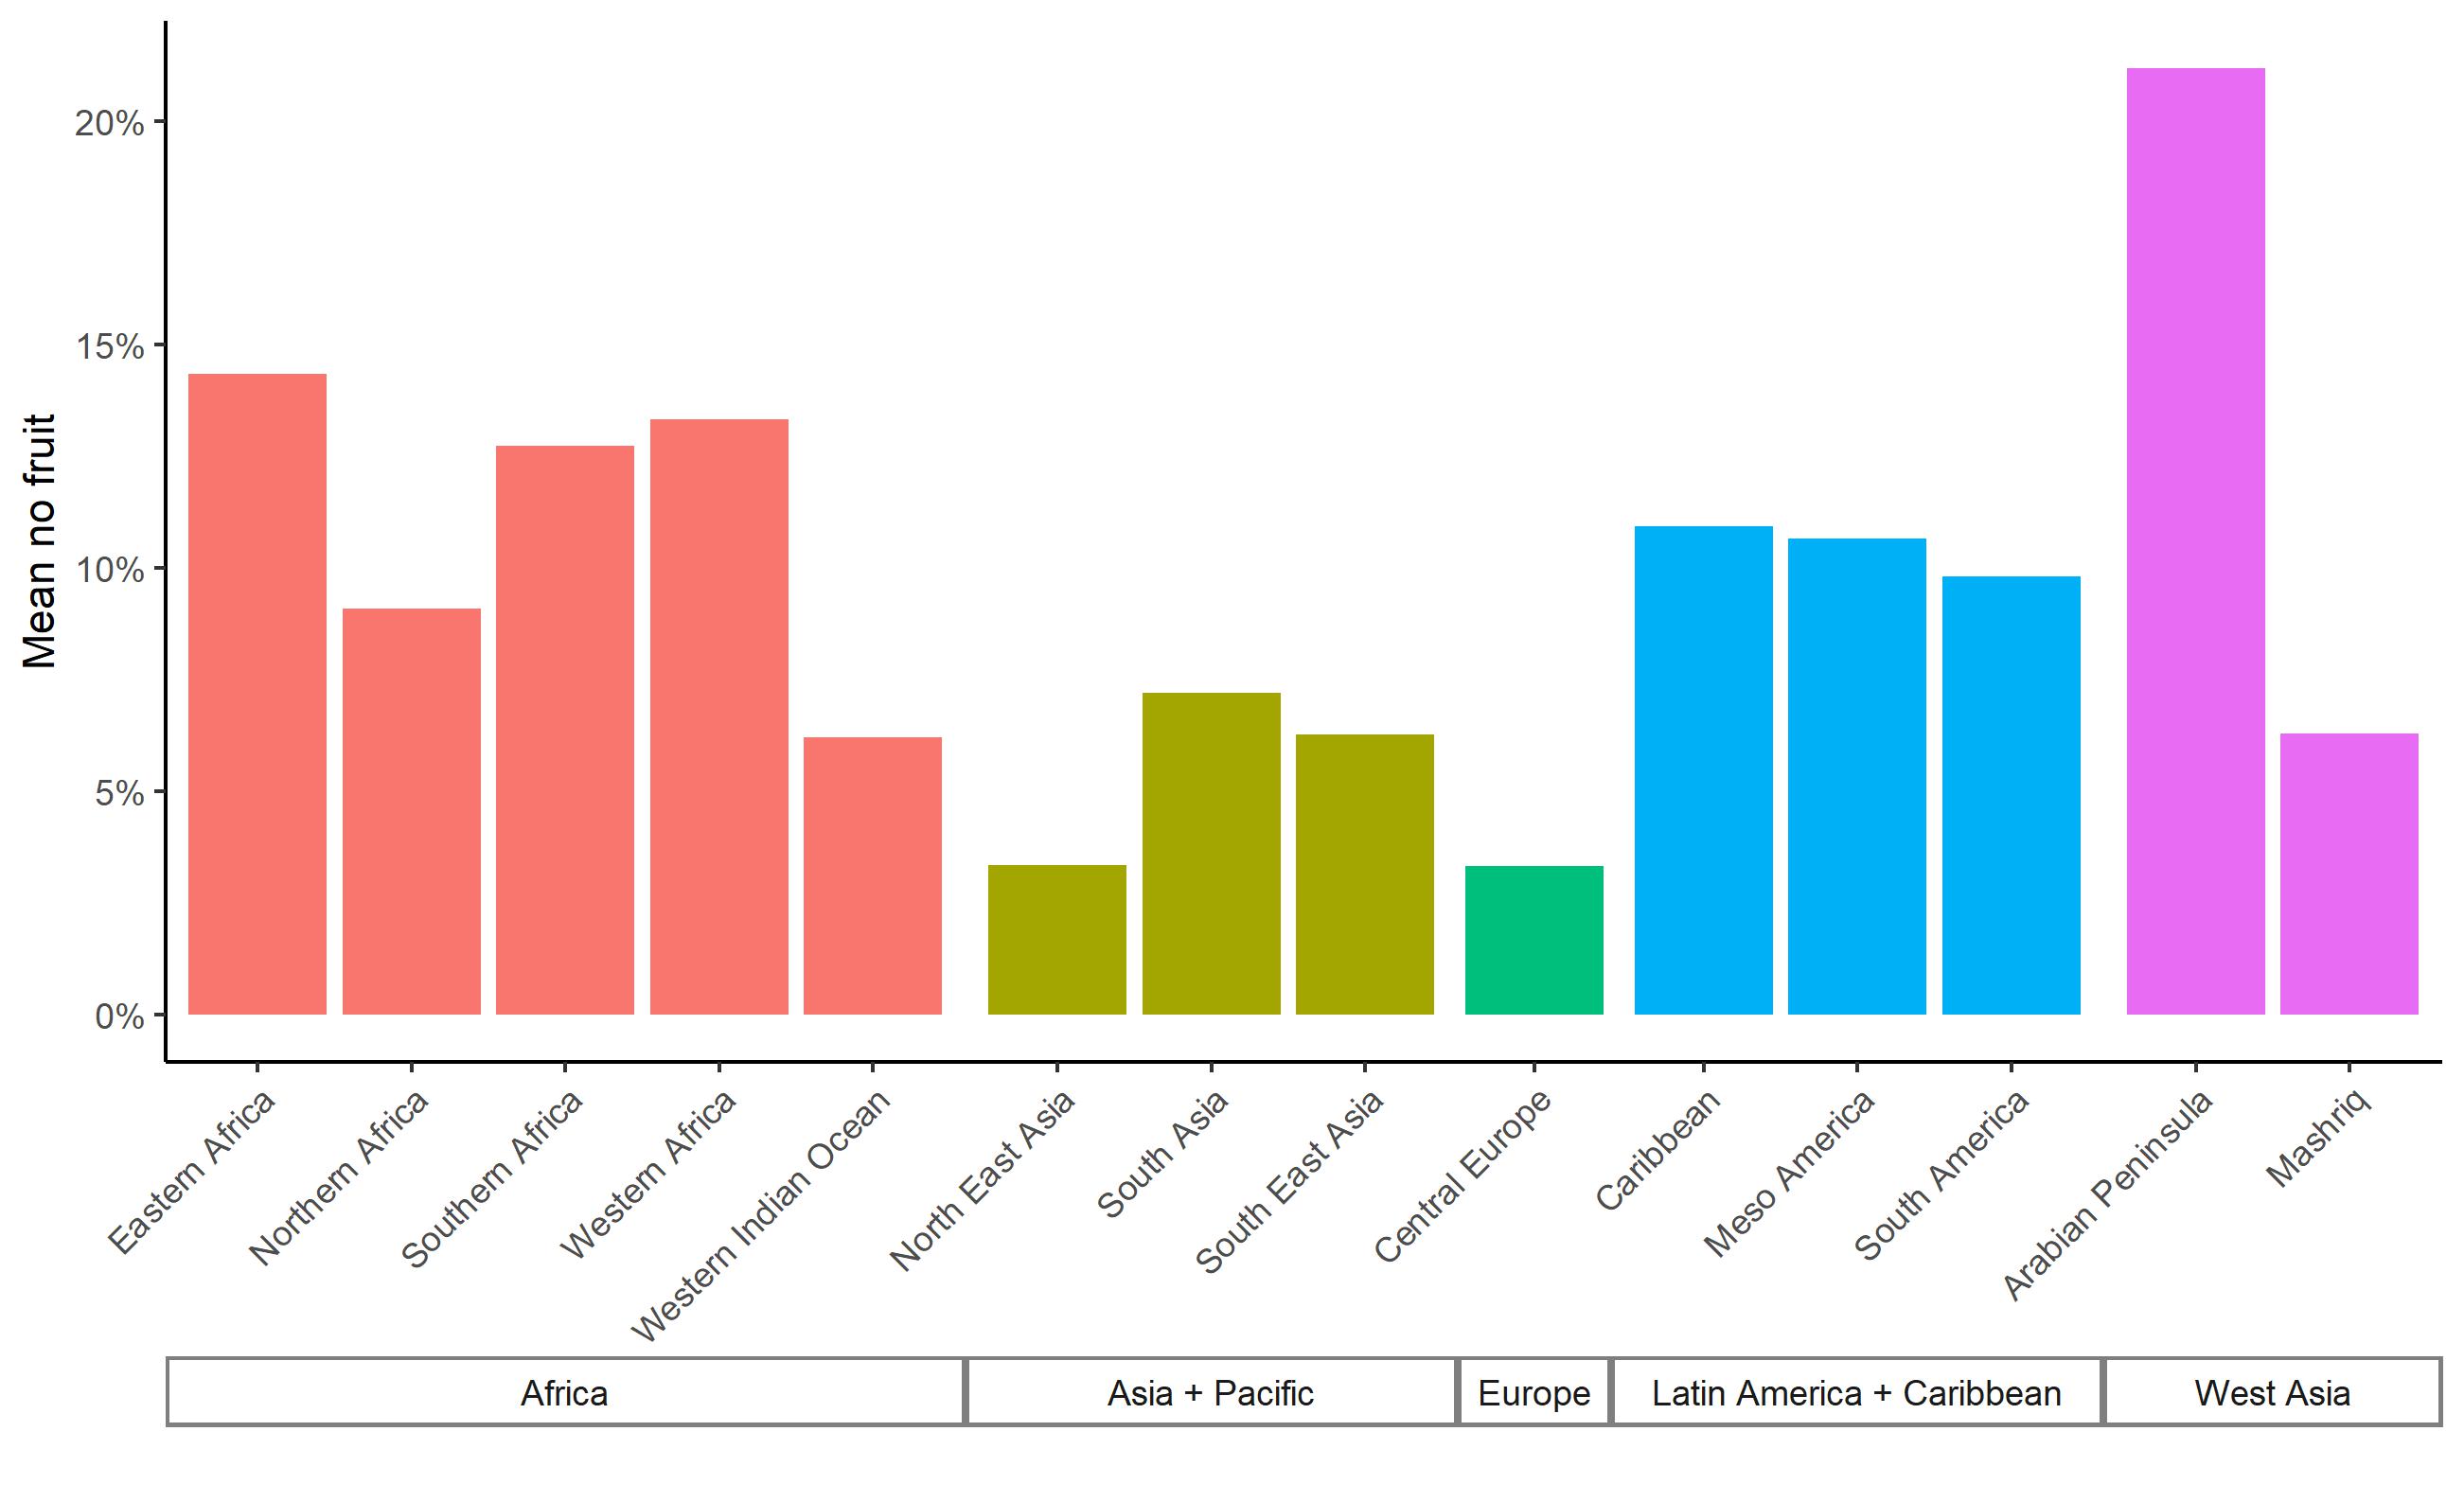 Mean no fruit
20%
15%
10%
5%
0%
Eastern Africa
Northern Africa
Southern Africa
Western Africa
Western Indian Ocean
North East Asia
South Asia
South East Asia
Central Europe
Caribbean
Meso America
South America
Arabian Peninsula
Mashriq
Africa
Asia + Pacific
Europe
Latin America + Caribbean
West Asia